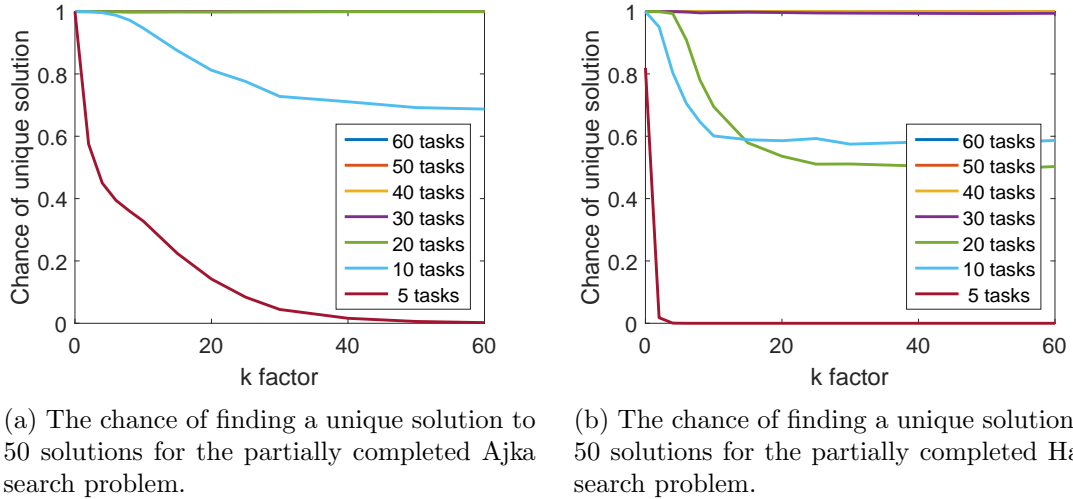 Chance of unique solution
1
0.8
0.6
0.4
0.2
0
0
20
40
60
k factor
60 tasks
50 tasks
40 tasks
30 tasks
20 tasks
10 tasks
5 tasks
(a) The chance of finding a unique solution to
50 solutions for the partially completed Ajka
search problem.
Chance of unique solution
1
0.8
0.6
0.4
0.2
0
0
20
40
60
k factor
60 tasks
50 tasks
40 tasks
30 tasks
20 tasks
10 tasks
5 tasks
(b) The chance of finding a unique solution
50 solutions for the partially completed
search problem.